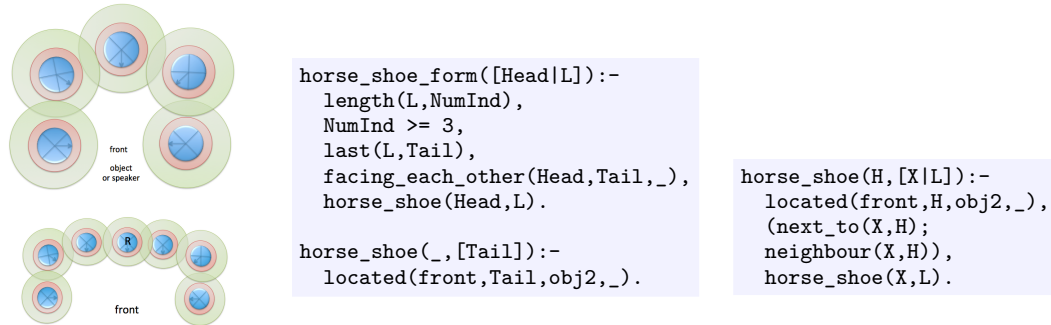 front
object
or speaker
R
front
horse_shoe_form([Head|L]):-
  length(L,NumInd),
  NumInd >= 3,
  last(L,Tail),
  facing_each_other(Head,Tail,_),
  horse_shoe(Head,L).
horse_shoe(_,[Tail]):-
  located(front,Tail,obj2,_).
horse_shoe(H,[X|L]):-
  located(front,H,obj2,_),
  (next_to(X,H);
  neighbour(X,H)),
  horse_shoe(X,L).